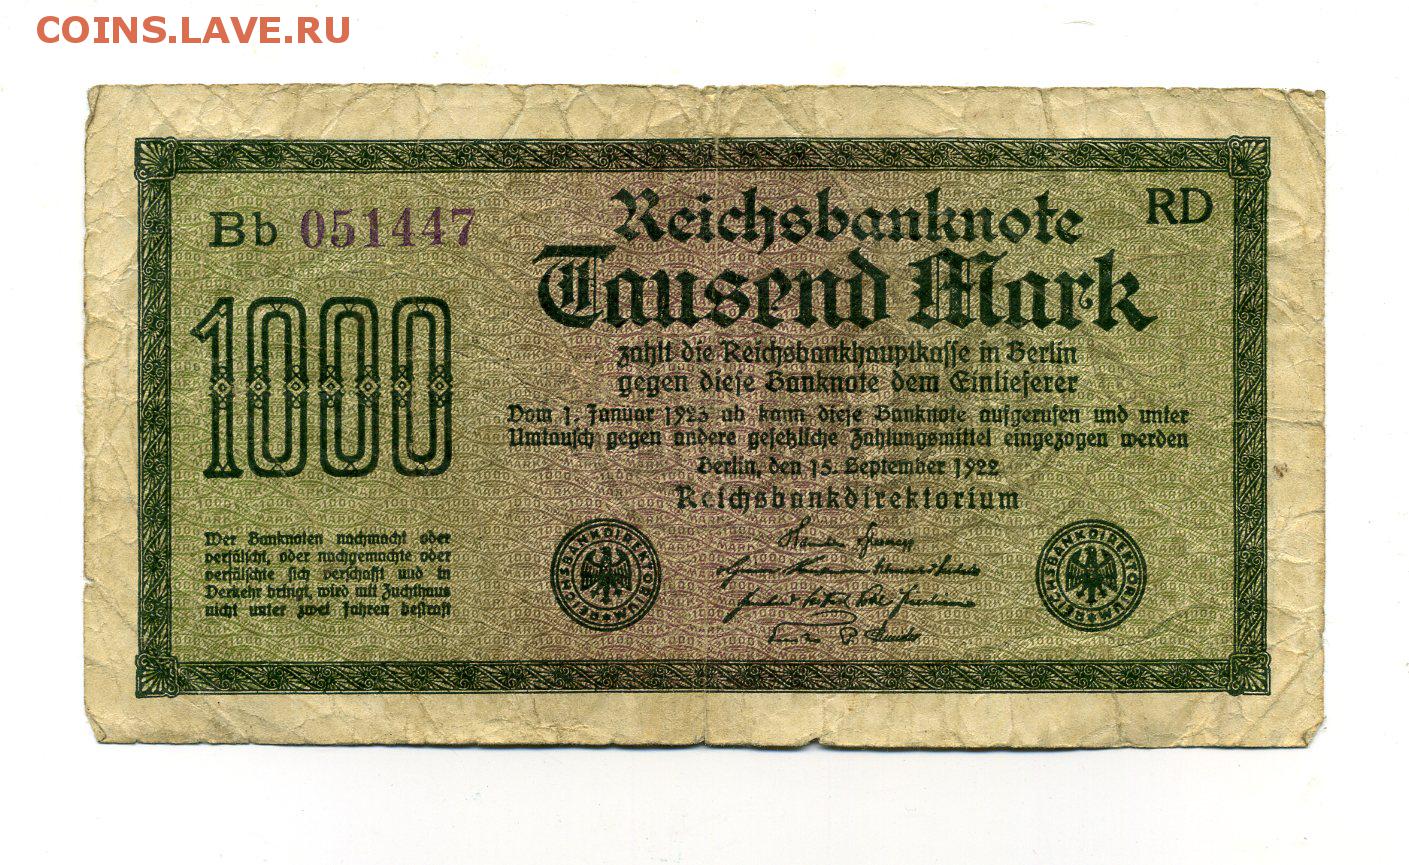 COINS.LAVE.RU
Bb 051447
RD
Reichsbanknote
Tausend Mark
1000
zahlt die Reichsbankhauptkasse in Berlin
gegen diese Banknote dem Einlieferer
Vom 1. Januar 1923 ab kann diese Banknote aufgerufen und unter
Umtausch gegen andere gesetzliche Zahlungsmittel eingezogen werden
Berlin, den 15. September 1922
Reichsbankdirektorium
Wer Banknoten nachmacht oder
verfälscht, oder nachgemachte oder
verfälschte sich verschafft und in
Verkehr bringt, wird mit Zuchthaus
nicht unter zwei Jahren bestraft
REICHSBANKDIREKTORIUM
REICHSBANKDIREKTORIUM